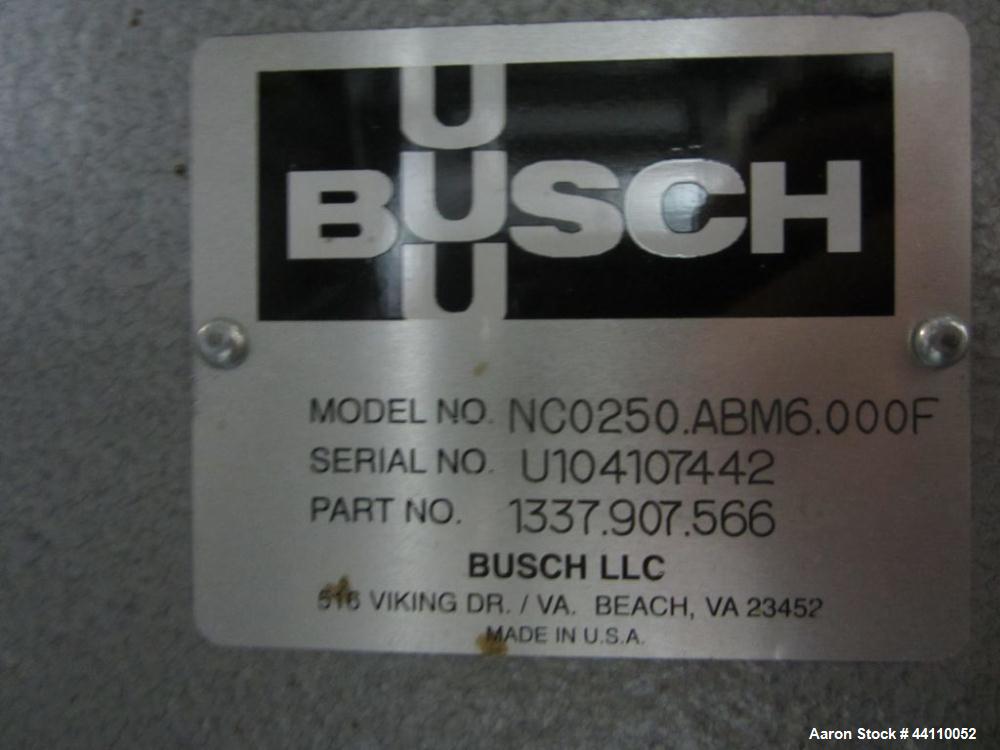 U
BUSCH
U
MODEL NO. NC0250.ABM6.000F
SERIAL NO. U104107442
PART NO. 1337.907.566
BUSCH LLC
516 VIKING DR. / VA. BEACH, VA 23452
MADE IN U.S.A.
Aaron Stock # 44110052